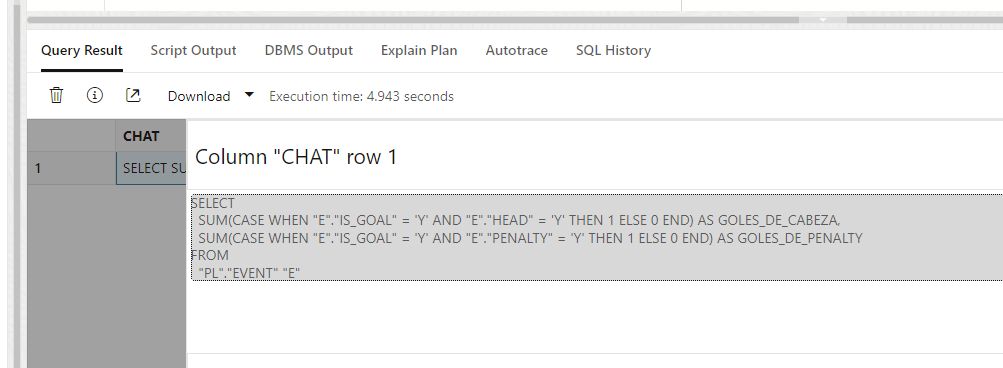 Query Result Script Output DBMS Output Explain Plan Autotrace SQL History
Download Execution time: 4.943 seconds
CHAT
1 SELECT SU
Column "CHAT" row 1
SELECT
SUM(CASE WHEN "E"."IS_GOAL" = 'Y' AND "E"."HEAD" = 'Y' THEN 1 ELSE 0 END) AS GOLES_DE_CABEZA,
SUM(CASE WHEN "E"."IS_GOAL" = 'Y' AND "E"."PENALTY" = 'Y' THEN 1 ELSE 0 END) AS GOLES_DE_PENALTY
FROM
"PL"."EVENT" "E"